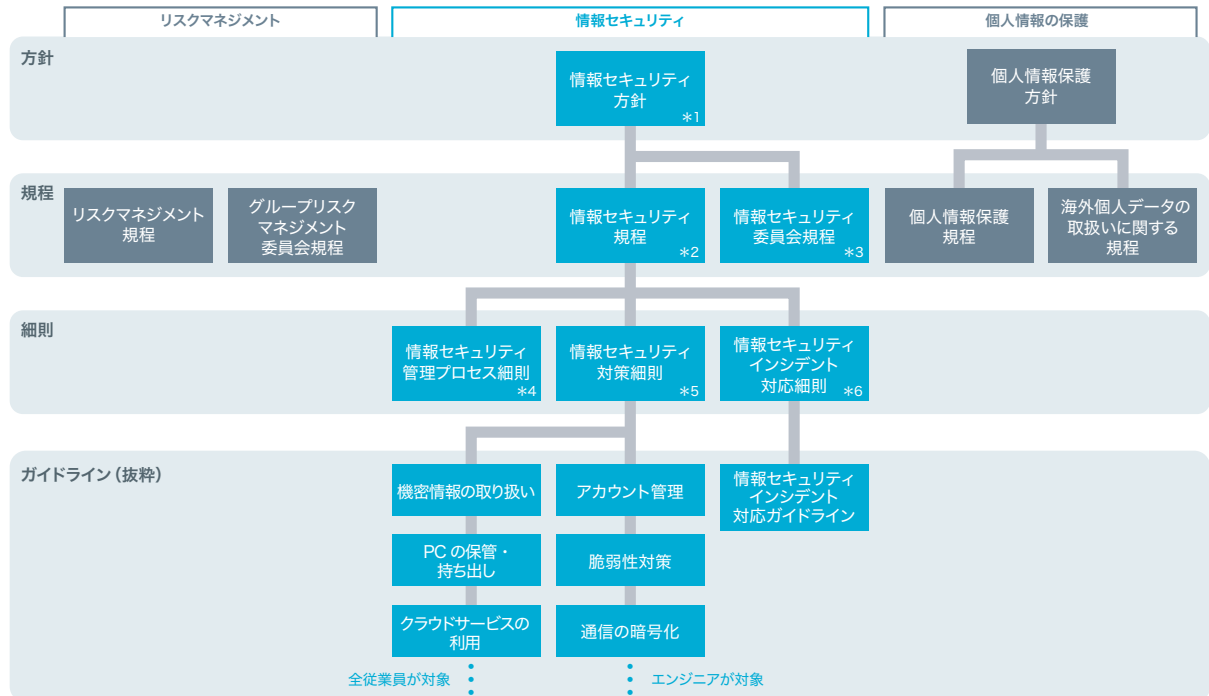 リスクマネジメント
情報セキュリティ
個人情報の保護
方針
情報セキュリティ
方針
＊1
個人情報保護
方針
規程
リスクマネジメント
規程
グループリスク
マネジメント
委員会規程
情報セキュリティ
規程
＊2
情報セキュリティ
委員会規程
＊3
個人情報保護
規程
海外個人データの
取扱いに関する
規程
細則
情報セキュリティ
管理プロセス細則
＊4
情報セキュリティ
対策細則
＊5
情報セキュリティ
インシデント
対応細則
＊6
ガイドライン（抜粋）
機密情報の取り扱い
アカウント管理
情報セキュリティ
インシデント
対応ガイドライン
PC の保管・
持ち出し
脆弱性対策
クラウドサービスの
利用
通信の暗号化
全従業員が対象
エンジニアが対象